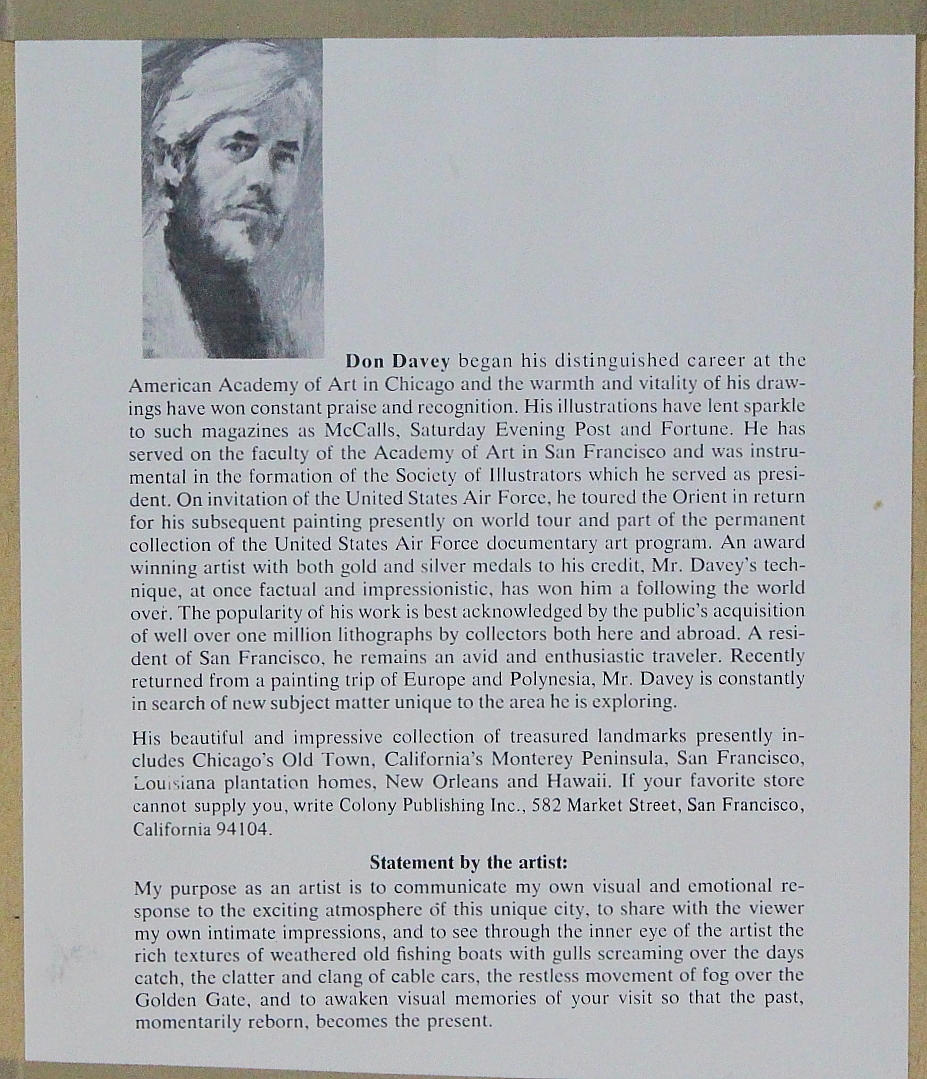 Don Davey began his distinguished career at the
American Academy of Art in Chicago and the warmth and vitality of his draw-
ings have won constant praise and recognition. His illustrations have lent sparkle
to such magazines as McCalls, Saturday Evening Post and Fortune. He has
served on the faculty of the Academy of Art in San Francisco and was instru-
mental in the formation of the Society of Illustrators which he served as presi-
dent. On invitation of the United States Air Force, he toured the Orient in return
for his subsequent painting presently on world tour and part of the permanent
collection of the United States Air Force documentary art program. An award
winning artist with both gold and silver medals to his credit, Mr. Davey's tech-
nique, at once factual and impressionistic, has won him a following the world
over. The popularity of his work is best acknowledged by the public's acquisition
of well over one million lithographs by collectors both here and abroad. A resi-
dent of San Francisco, he remains an avid and enthusiastic traveler. Recently
returned from a painting trip of Europe and Polynesia, Mr. Davey is constantly
in search of new subject matter unique to the area he is exploring.
His beautiful and impressive collection of treasured landmarks presently in-
cludes Chicago's Old Town, California's Monterey Peninsula, San Francisco,
Louisiana plantation homes, New Orleans and Hawaii. If your favorite store
cannot supply you, write Colony Publishing Inc., 582 Market Street, San Francisco,
California 94104.
Statement by the artist:
My purpose as an artist is to communicate my own visual and emotional re-
sponse to the exciting atmosphere of this unique city, to share with the viewer
my own intimate impressions, and to see through the inner eye of the artist the
rich textures of weathered old fishing boats with gulls screaming over the days
catch, the clatter and clang of cable cars, the restless movement of fog over the
Golden Gate, and to awaken visual memories of your visit so that the past,
momentarily reborn, becomes the present.